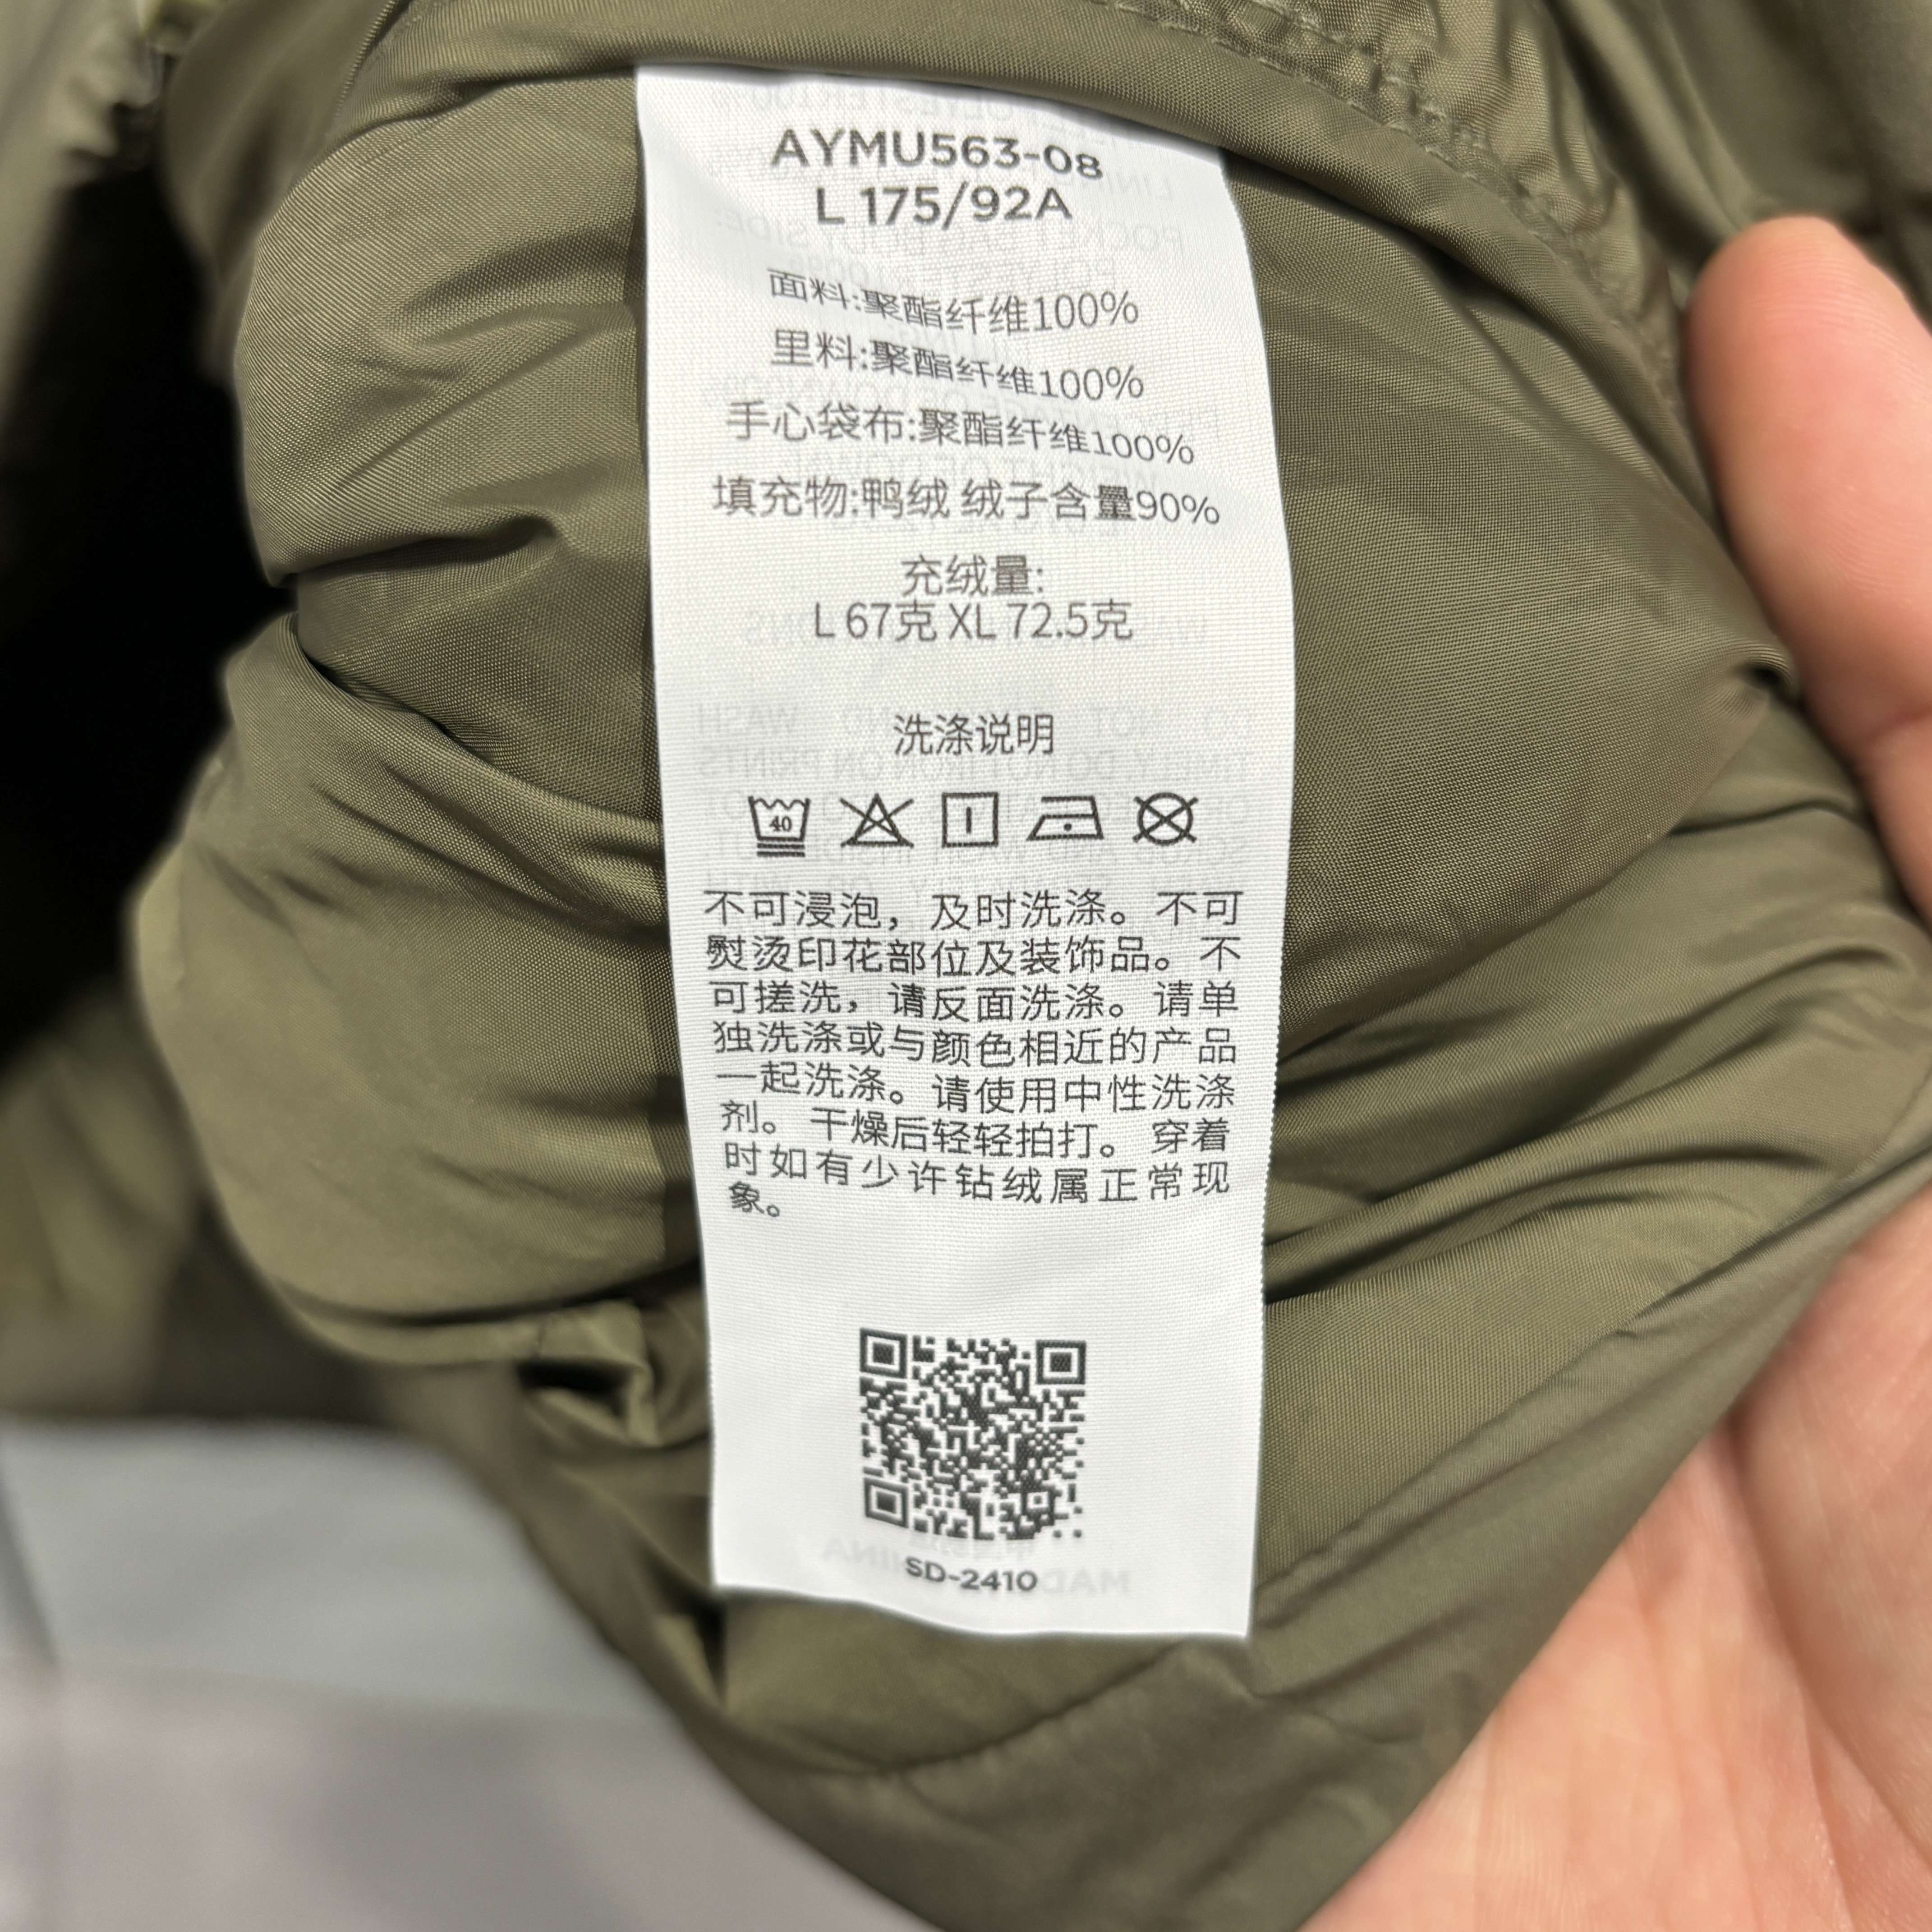 AYMU563-08
L 175/92A
面料:聚酯纤维100%
里料:聚酯纤维100%
手心袋布:聚酯纤维100%
填充物:鸭绒 绒子含量90%
充绒量:
L 67克 XL 72.5克
洗涤说明
40
不可浸泡，及时洗涤。不可
熨烫印花部位及装饰品。不
可搓洗，请反面洗涤。请单
独洗涤或与颜色相近的产品
一起洗涤。请使用中性洗涤
剂。干燥后轻轻拍打。穿着
时如有少许钻绒属正常现
象。
SD-2410